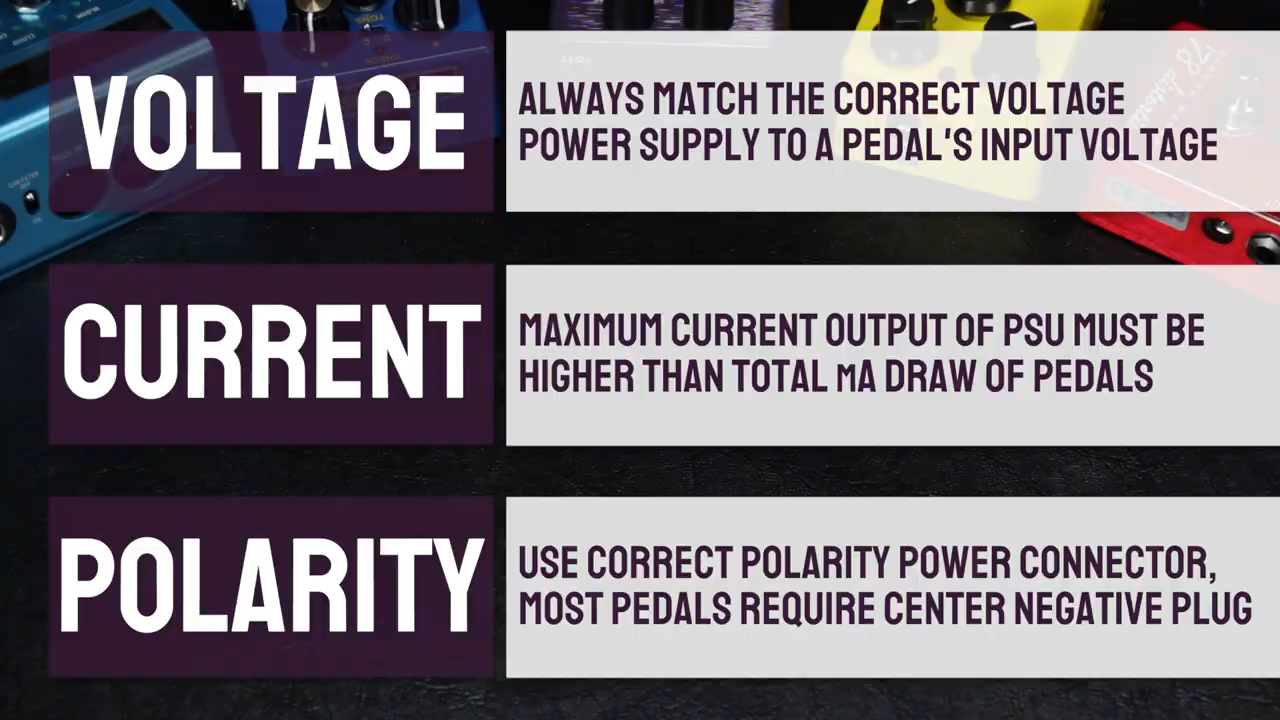 VOLTAGE
ALWAYS MATCH THE CORRECT VOLTAGE
POWER SUPPLY TO A PEDAL'S INPUT VOLTAGE
CURRENT
MAXIMUM CURRENT OUTPUT OF PSU MUST BE
HIGHER THAN TOTAL MA DRAW OF PEDALS
POLARITY
USE CORRECT POLARITY POWER CONNECTOR,
MOST PEDALS REQUIRE CENTER NEGATIVE PLUG